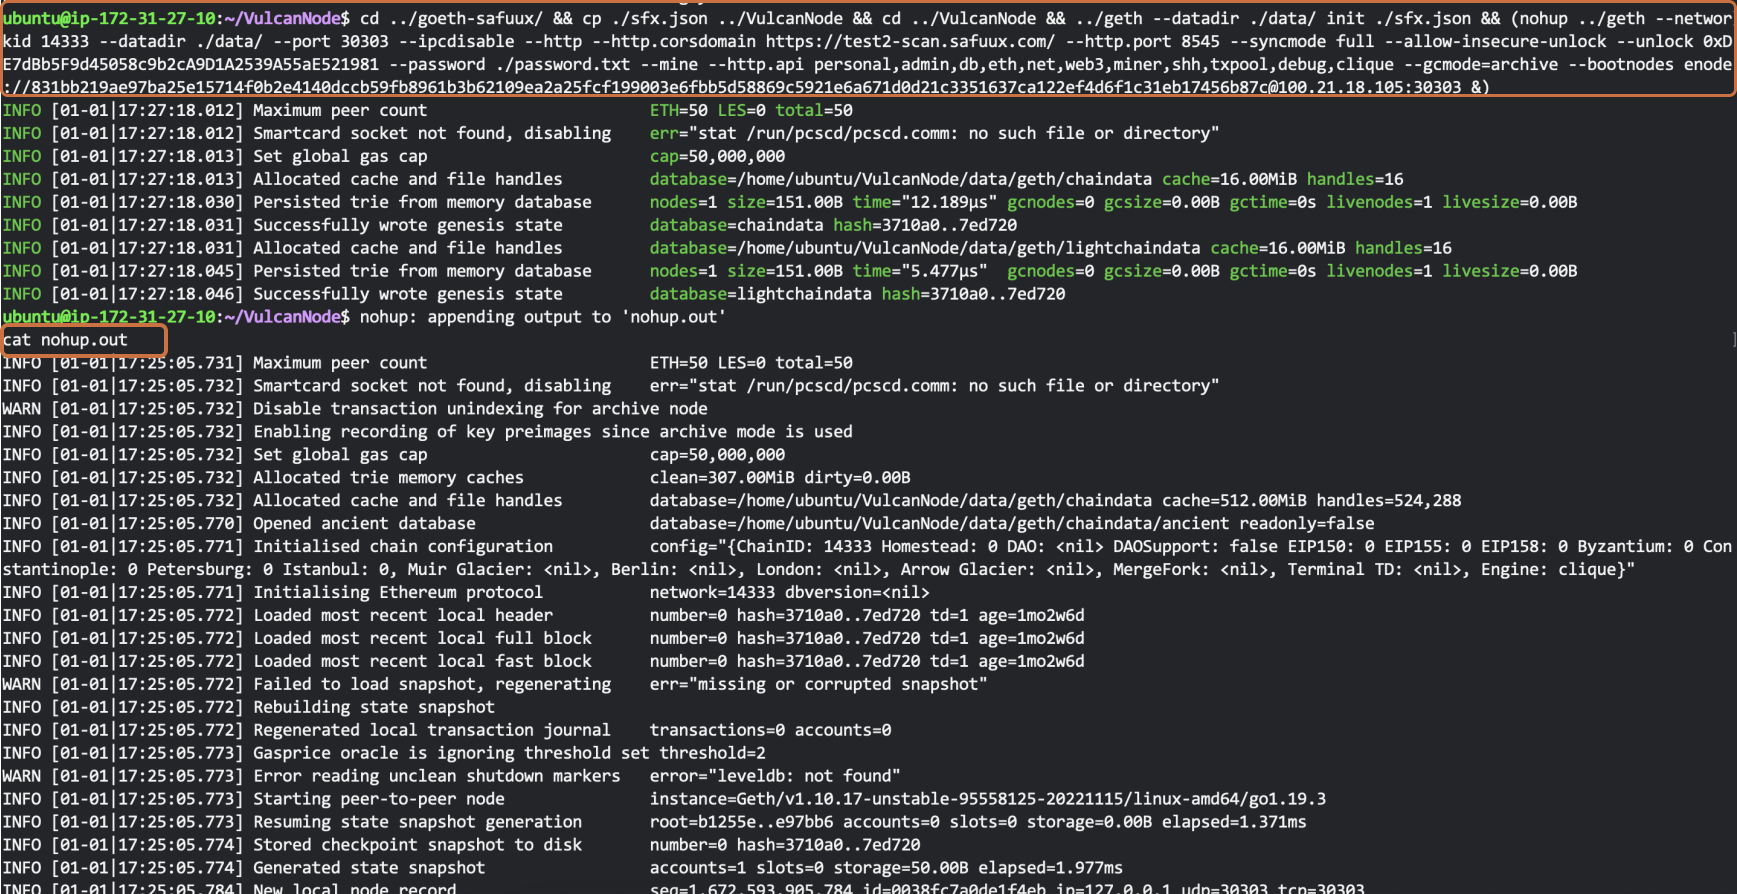 ubuntu@ip-172-31-27-10:~/VulcanNode$ cd ../goeth-safuux/ && cp ./sfx.json ../VulcanNode && cd ../VulcanNode && ../geth --datadir ./data/ init ./sfx.json && (nohup ../geth --networ
kid 14333 --datadir ./data/ --port 30303 --ipcdisable --http --http.corsdomain https://test2-scan.safuux.com/ --http.port 8545 --syncmode full --allow-insecure-unlock --unlock 0xD
E7dBb5F9d45058c9b2cA9D1A2539A55aE521981 --password ./password.txt --mine --http.api personal,admin,db,eth,net,web3,miner,shh,txpool,debug,clique --gcmode=archive --bootnodes enode
://831bb219ae97ba25e15714f0b2e4140dccb59fb8961b3b62109ea2a25fcf199003e6fbb5d58869c5921e6a671d0d21c3351637ca122ef4d6f1c31eb17456b87c@100.21.18.105:30303 &)
INFO [01-01|17:27:18.012] Maximum peer count ETH=50 LES=0 total=50
INFO [01-01|17:27:18.012] Smartcard socket not found, disabling err="stat /run/pcscd/pcscd.comm: no such file or directory"
INFO [01-01|17:27:18.013] Set global gas cap cap=50,000,000
INFO [01-01|17:27:18.013] Allocated cache and file handles database=/home/ubuntu/VulcanNode/data/geth/chaindata cache=16.00MiB handles=16
INFO [01-01|17:27:18.030] Persisted trie from memory database nodes=1 size=151.00B time="12.189µs" gcnodes=0 gcsize=0.00B gctime=0s livenodes=1 livesize=0.00B
INFO [01-01|17:27:18.031] Successfully wrote genesis state database=chaindata hash=3710a0..7ed720
INFO [01-01|17:27:18.031] Allocated cache and file handles database=/home/ubuntu/VulcanNode/data/geth/lightchaindata cache=16.00MiB handles=16
INFO [01-01|17:27:18.045] Persisted trie from memory database nodes=1 size=151.00B time="5.477µs" gcnodes=0 gcsize=0.00B gctime=0s livenodes=1 livesize=0.00B
INFO [01-01|17:27:18.046] Successfully wrote genesis state database=lightchaindata hash=3710a0..7ed720
ubuntu@ip-172-31-27-10:~/VulcanNode$ nohup: appending output to 'nohup.out'
cat nohup.out
INFO [01-01|17:25:05.731] Maximum peer count ETH=50 LES=0 total=50
INFO [01-01|17:25:05.732] Smartcard socket not found, disabling err="stat /run/pcscd/pcscd.comm: no such file or directory"
WARN [01-01|17:25:05.732] Disable transaction unindexing for archive node
INFO [01-01|17:25:05.732] Enabling recording of key preimages since archive mode is used
INFO [01-01|17:25:05.732] Set global gas cap cap=50,000,000
INFO [01-01|17:25:05.732] Allocated trie memory caches clean=307.00MiB dirty=0.00B
INFO [01-01|17:25:05.732] Allocated cache and file handles database=/home/ubuntu/VulcanNode/data/geth/chaindata cache=512.00MiB handles=524,288
INFO [01-01|17:25:05.770] Opened ancient database database=/home/ubuntu/VulcanNode/data/geth/chaindata/ancient readonly=false
INFO [01-01|17:25:05.771] Initialised chain configuration config="{ChainID: 14333 Homestead: 0 DAO: <nil> DAOSupport: false EIP150: 0 EIP155: 0 EIP158: 0 Byzantium: 0 Con
stantinople: 0 Petersburg: 0 Istanbul: 0, Muir Glacier: <nil>, Berlin: <nil>, London: <nil>, Arrow Glacier: <nil>, MergeFork: <nil>, Terminal TD: <nil>, Engine: clique}"
INFO [01-01|17:25:05.771] Initialising Ethereum protocol network=14333 dbversion=<nil>
INFO [01-01|17:25:05.772] Loaded most recent local header number=0 hash=3710a0..7ed720 td=1 age=1mo2w6d
INFO [01-01|17:25:05.772] Loaded most recent local full block number=0 hash=3710a0..7ed720 td=1 age=1mo2w6d
INFO [01-01|17:25:05.772] Loaded most recent local fast block number=0 hash=3710a0..7ed720 td=1 age=1mo2w6d
WARN [01-01|17:25:05.772] Failed to load snapshot, regenerating err="missing or corrupted snapshot"
INFO [01-01|17:25:05.772] Rebuilding state snapshot
INFO [01-01|17:25:05.772] Regenerated local transaction journal transactions=0 accounts=0
INFO [01-01|17:25:05.773] Gasprice oracle is ignoring threshold set threshold=2
WARN [01-01|17:25:05.773] Error reading unclean shutdown markers error="leveldb: not found"
INFO [01-01|17:25:05.773] Starting peer-to-peer node instance=Geth/v1.10.17-unstable-95558125-20221115/linux-amd64/go1.19.3
INFO [01-01|17:25:05.773] Resuming state snapshot generation root=b1255e..e97bb6 accounts=0 slots=0 storage=0.00B elapsed=1.371ms
INFO [01-01|17:25:05.774] Stored checkpoint snapshot to disk number=0 hash=3710a0..7ed720
INFO [01-01|17:25:05.774] Generated state snapshot accounts=1 slots=0 storage=50.00B elapsed=1.977ms
INFO [01-01|17:25:05.784] New local node record seq=1,672,593,905,784 id=0038fc7a0de1f4eb ip=127.0.0.1 udp=30303 tcp=30303